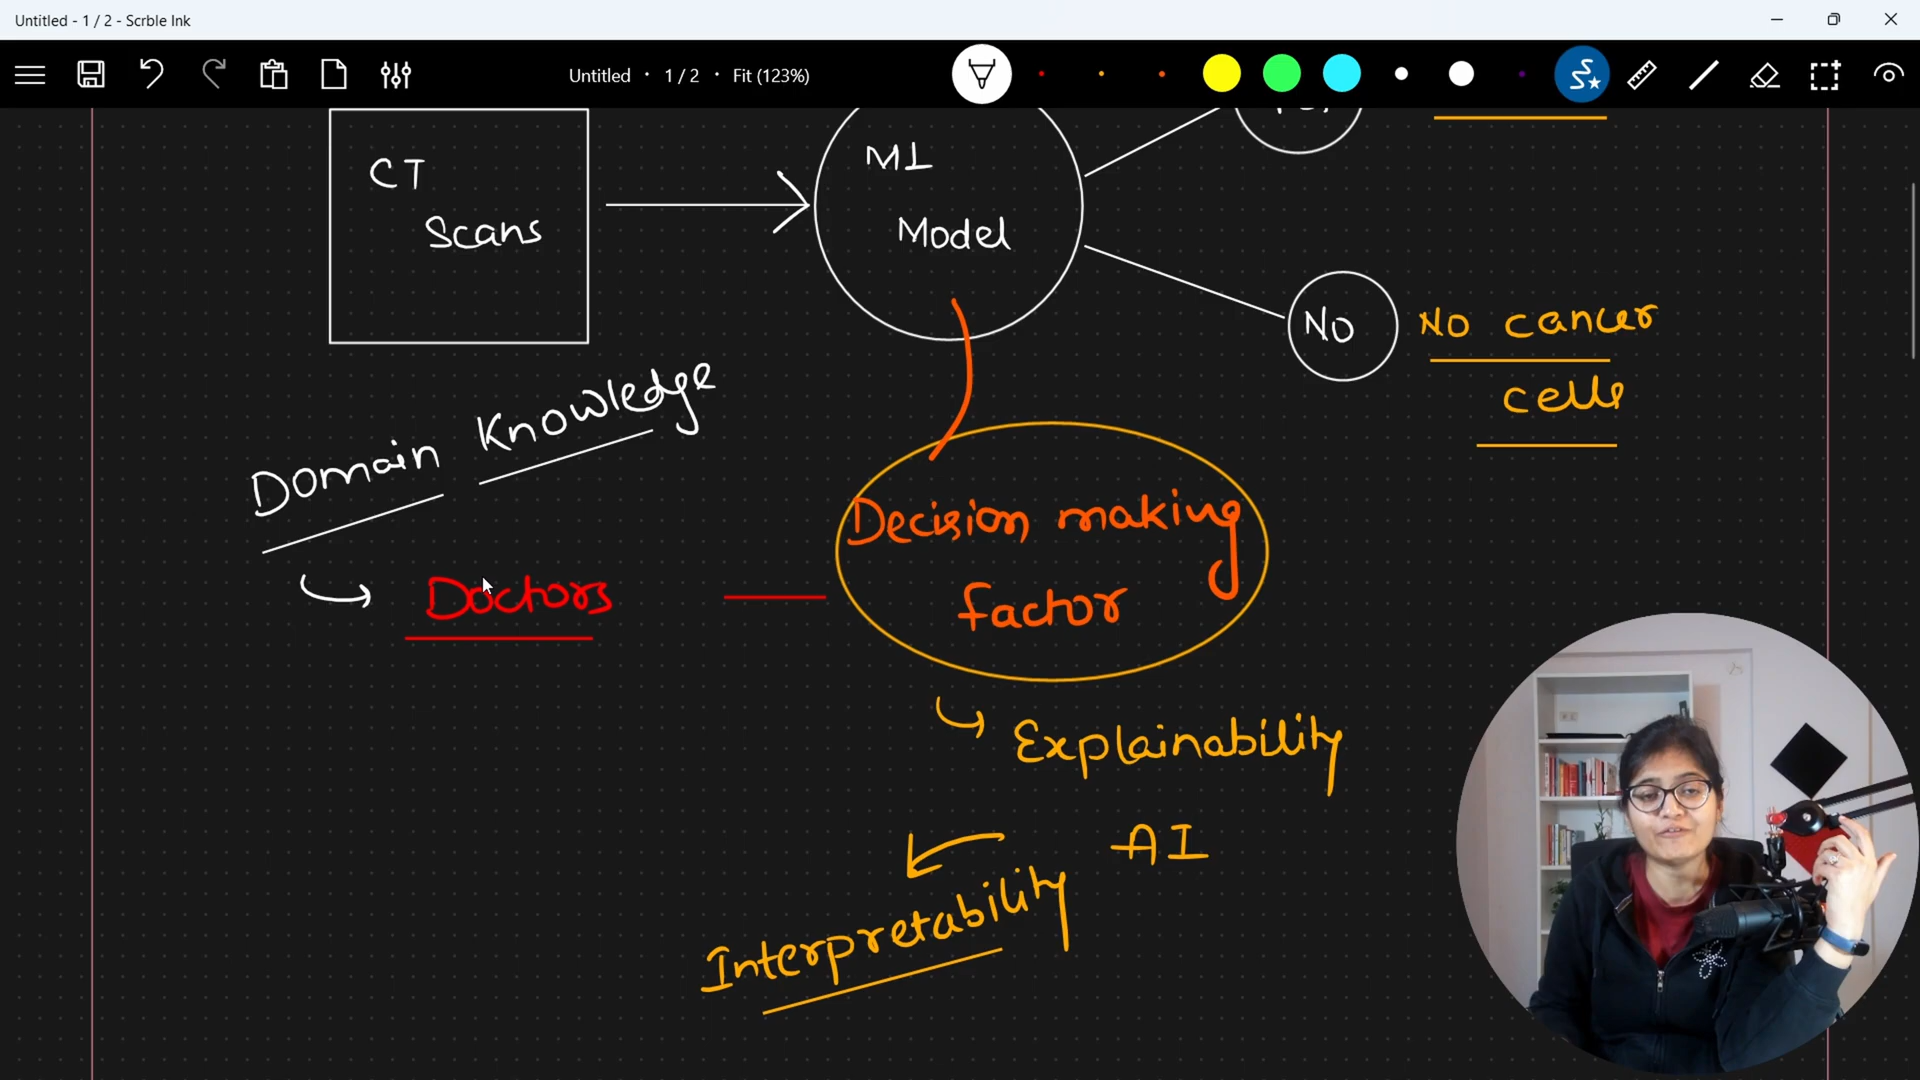 Untitled - 1 / 2 - Scrble Ink
Untitled • 1 / 2 • Fit (123%)
CT
Scans
ML
Model
No
No cancer
cells
Domain Knowledge
Doctors
Decision making
factor
Explainability
AI
Interpretability